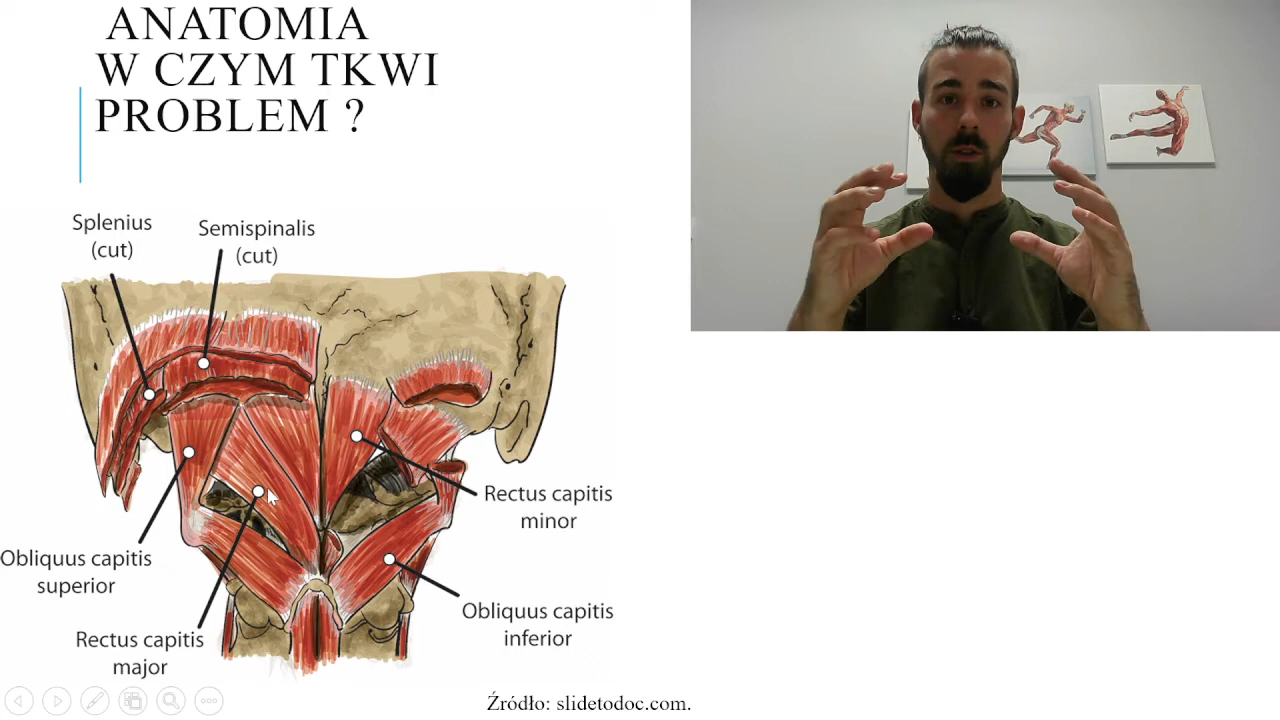 ANATOMIA
W CZYM TKWI
PROBLEM ?
Splenius
(cut)
Semispinalis
(cut)
Rectus capitis
minor
Obliquus capitis
superior
Obliquus capitis
inferior
Rectus capitis
major
Źródło: slidetodoc.com.